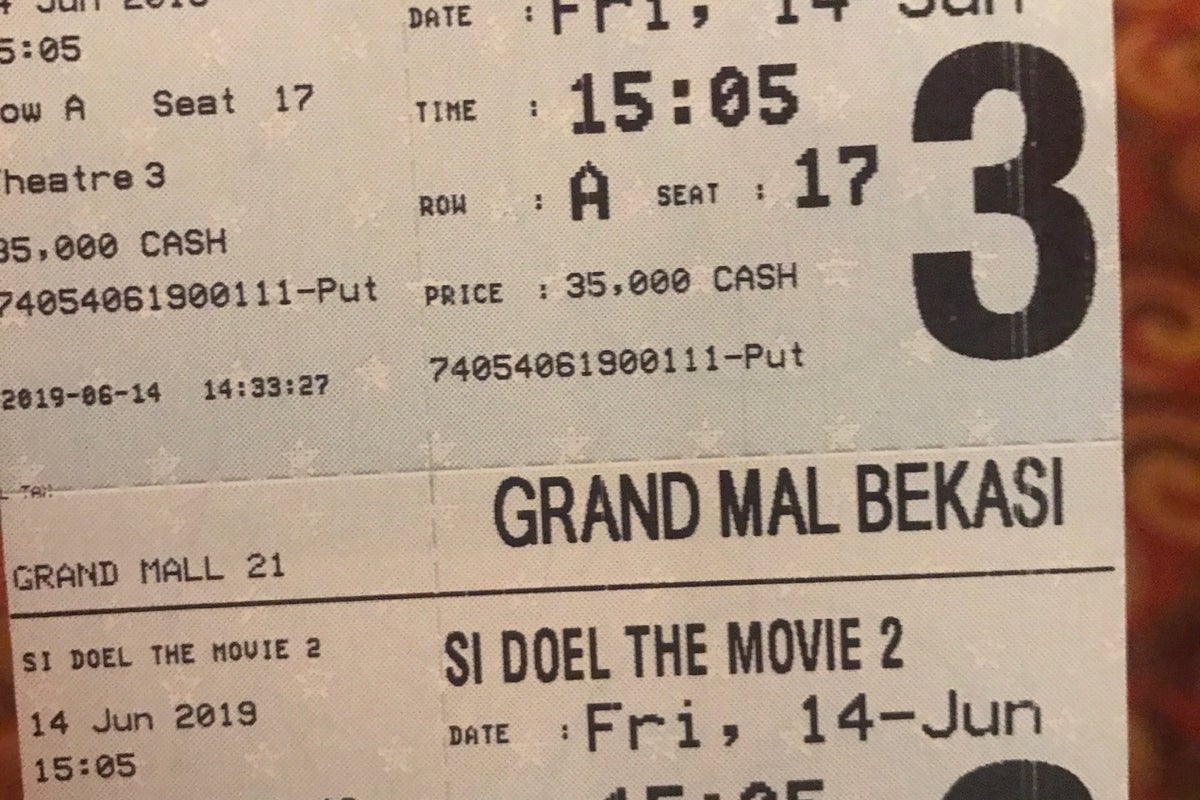 Jun
DATE : Fri, 14 Jun
5:05
TIME : 15:05
ow A Seat 17
ROW : A SEAT : 17
3
heatre 3
35,000 CASH
PRICE : 35,000 CASH
74054061900111-Put
74054061900111-Put
2019-06-14 14:33:27
GRAND MAL BEKASI
GRAND MALL 21
SI DOEL THE MOVIE 2
SI DOEL THE MOVIE 2
14 Jun 2019
DATE : Fri, 14-Jun
15:05
15:05